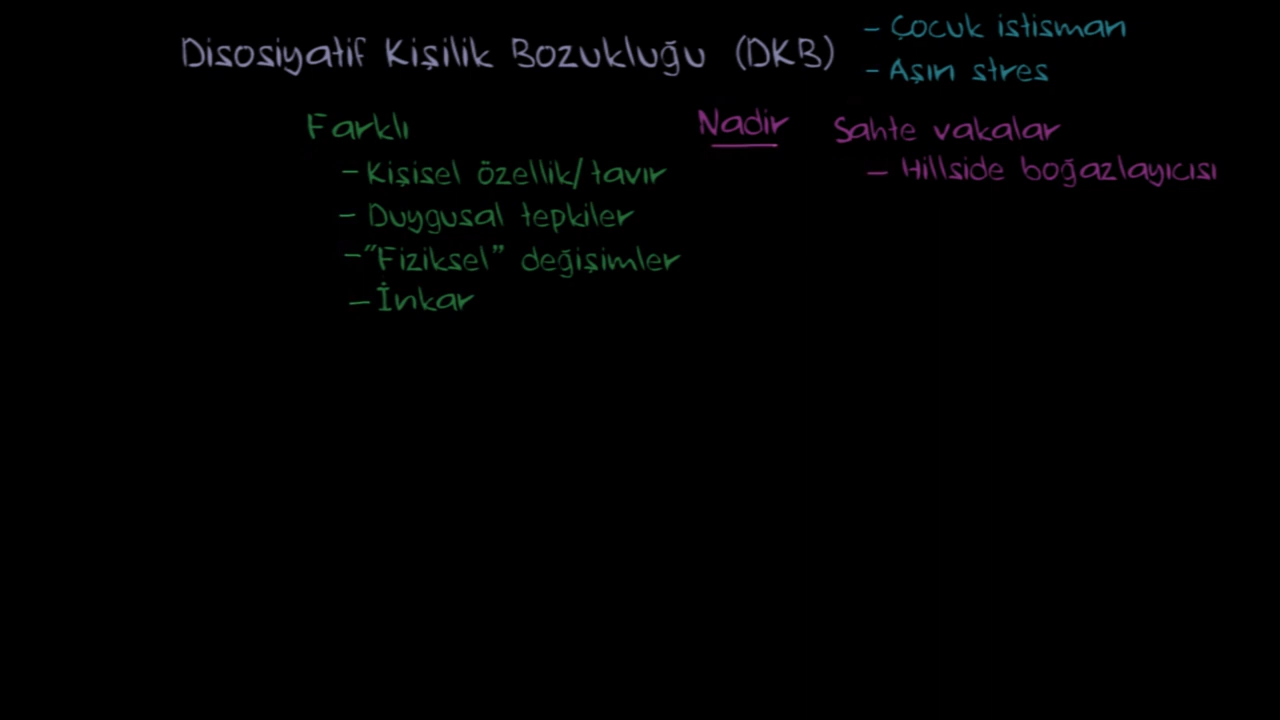 Disosiyatif Kişilik Bozukluğu (DKB)
- Çocuk istismarı
- Aşırı stres
Farklı
- Kişisel özellik/tavır
- Duygusal tepkiler
- "Fiziksel" değişimler
- İnkar
Nadir
Sahte vakalar
- Hillside boğazlayıcısı